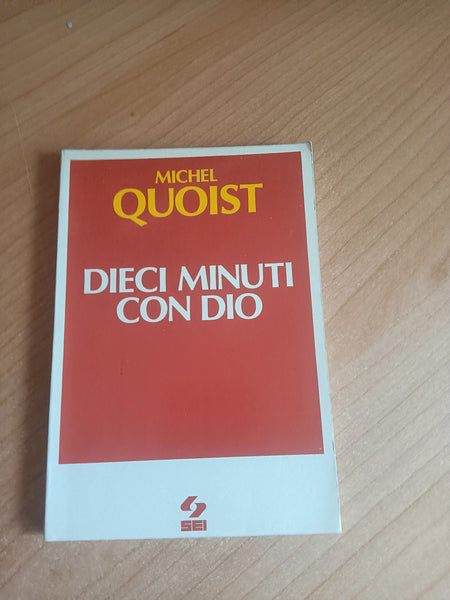 MICHEL
QUOIST
DIECI MINUTI
CON DIO
SEI